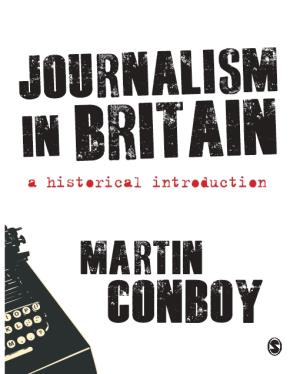 JOURNALISM
IN BRITAIN
a historical introduction
MARTIN
CONBOY